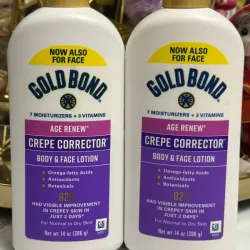 NOW ALSO
FOR FACE
GOLD BOND
7 MOISTURIZERS + 3 VITAMINS
AGE RENEW
CREPE CORRECTOR
BODY & FACE LOTION
Omega-fatty Acids
Antioxidants
Botanicals
82%
HAD VISIBLE IMPROVEMENT
IN CREPEY SKIN IN
JUST 2 DAYS*
For Normal to Dry Skin
Net wt 14 oz (396 g)
NOW ALSO
FOR FACE
GOLD BOND
7 MOISTURIZERS + 3 VITAMINS
AGE RENEW
CREPE CORRECTOR
BODY & FACE LOTION
Omega-fatty Acids
Antioxidants
Botanicals
82%
HAD VISIBLE IMPROVEMENT
IN CREPEY SKIN IN
JUST 2 DAYS*
For Normal to Dry Skin
Net wt 14 oz (396 g)